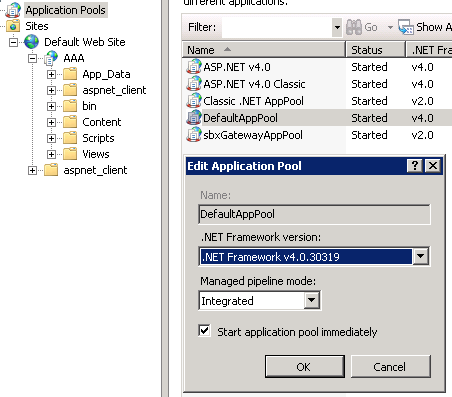 different applications.
Application Pools
Sites
Default Web Site
AAA
App_Data
aspnet_client
bin
Content
Scripts
Views
aspnet_client
Filter: Go Show A
Name Status .NET Fra
ASP.NET v4.0 Started v4.0
ASP.NET v4.0 Classic Started v4.0
Classic .NET AppPool Started v2.0
DefaultAppPool Started v4.0
sbxGatewayAppPool Started v2.0
Edit Application Pool
Name:
DefaultAppPool
.NET Framework version:
.NET Framework v4.0.30319
Managed pipeline mode:
Integrated
Start application pool immediately
OK Cancel